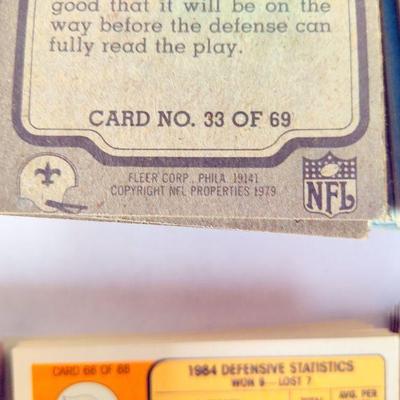 good that it will be on the
way before the defense can
fully read the play.
CARD NO. 33 OF 69
FLEER CORP., PHILA. 19141
COPYRIGHT NFL PROPERTIES 1979
NFL
CARD 68 OF 88
1984 DEFENSIVE STATISTICS
WON 9—LOST 7
TOTAL
AVG. PER